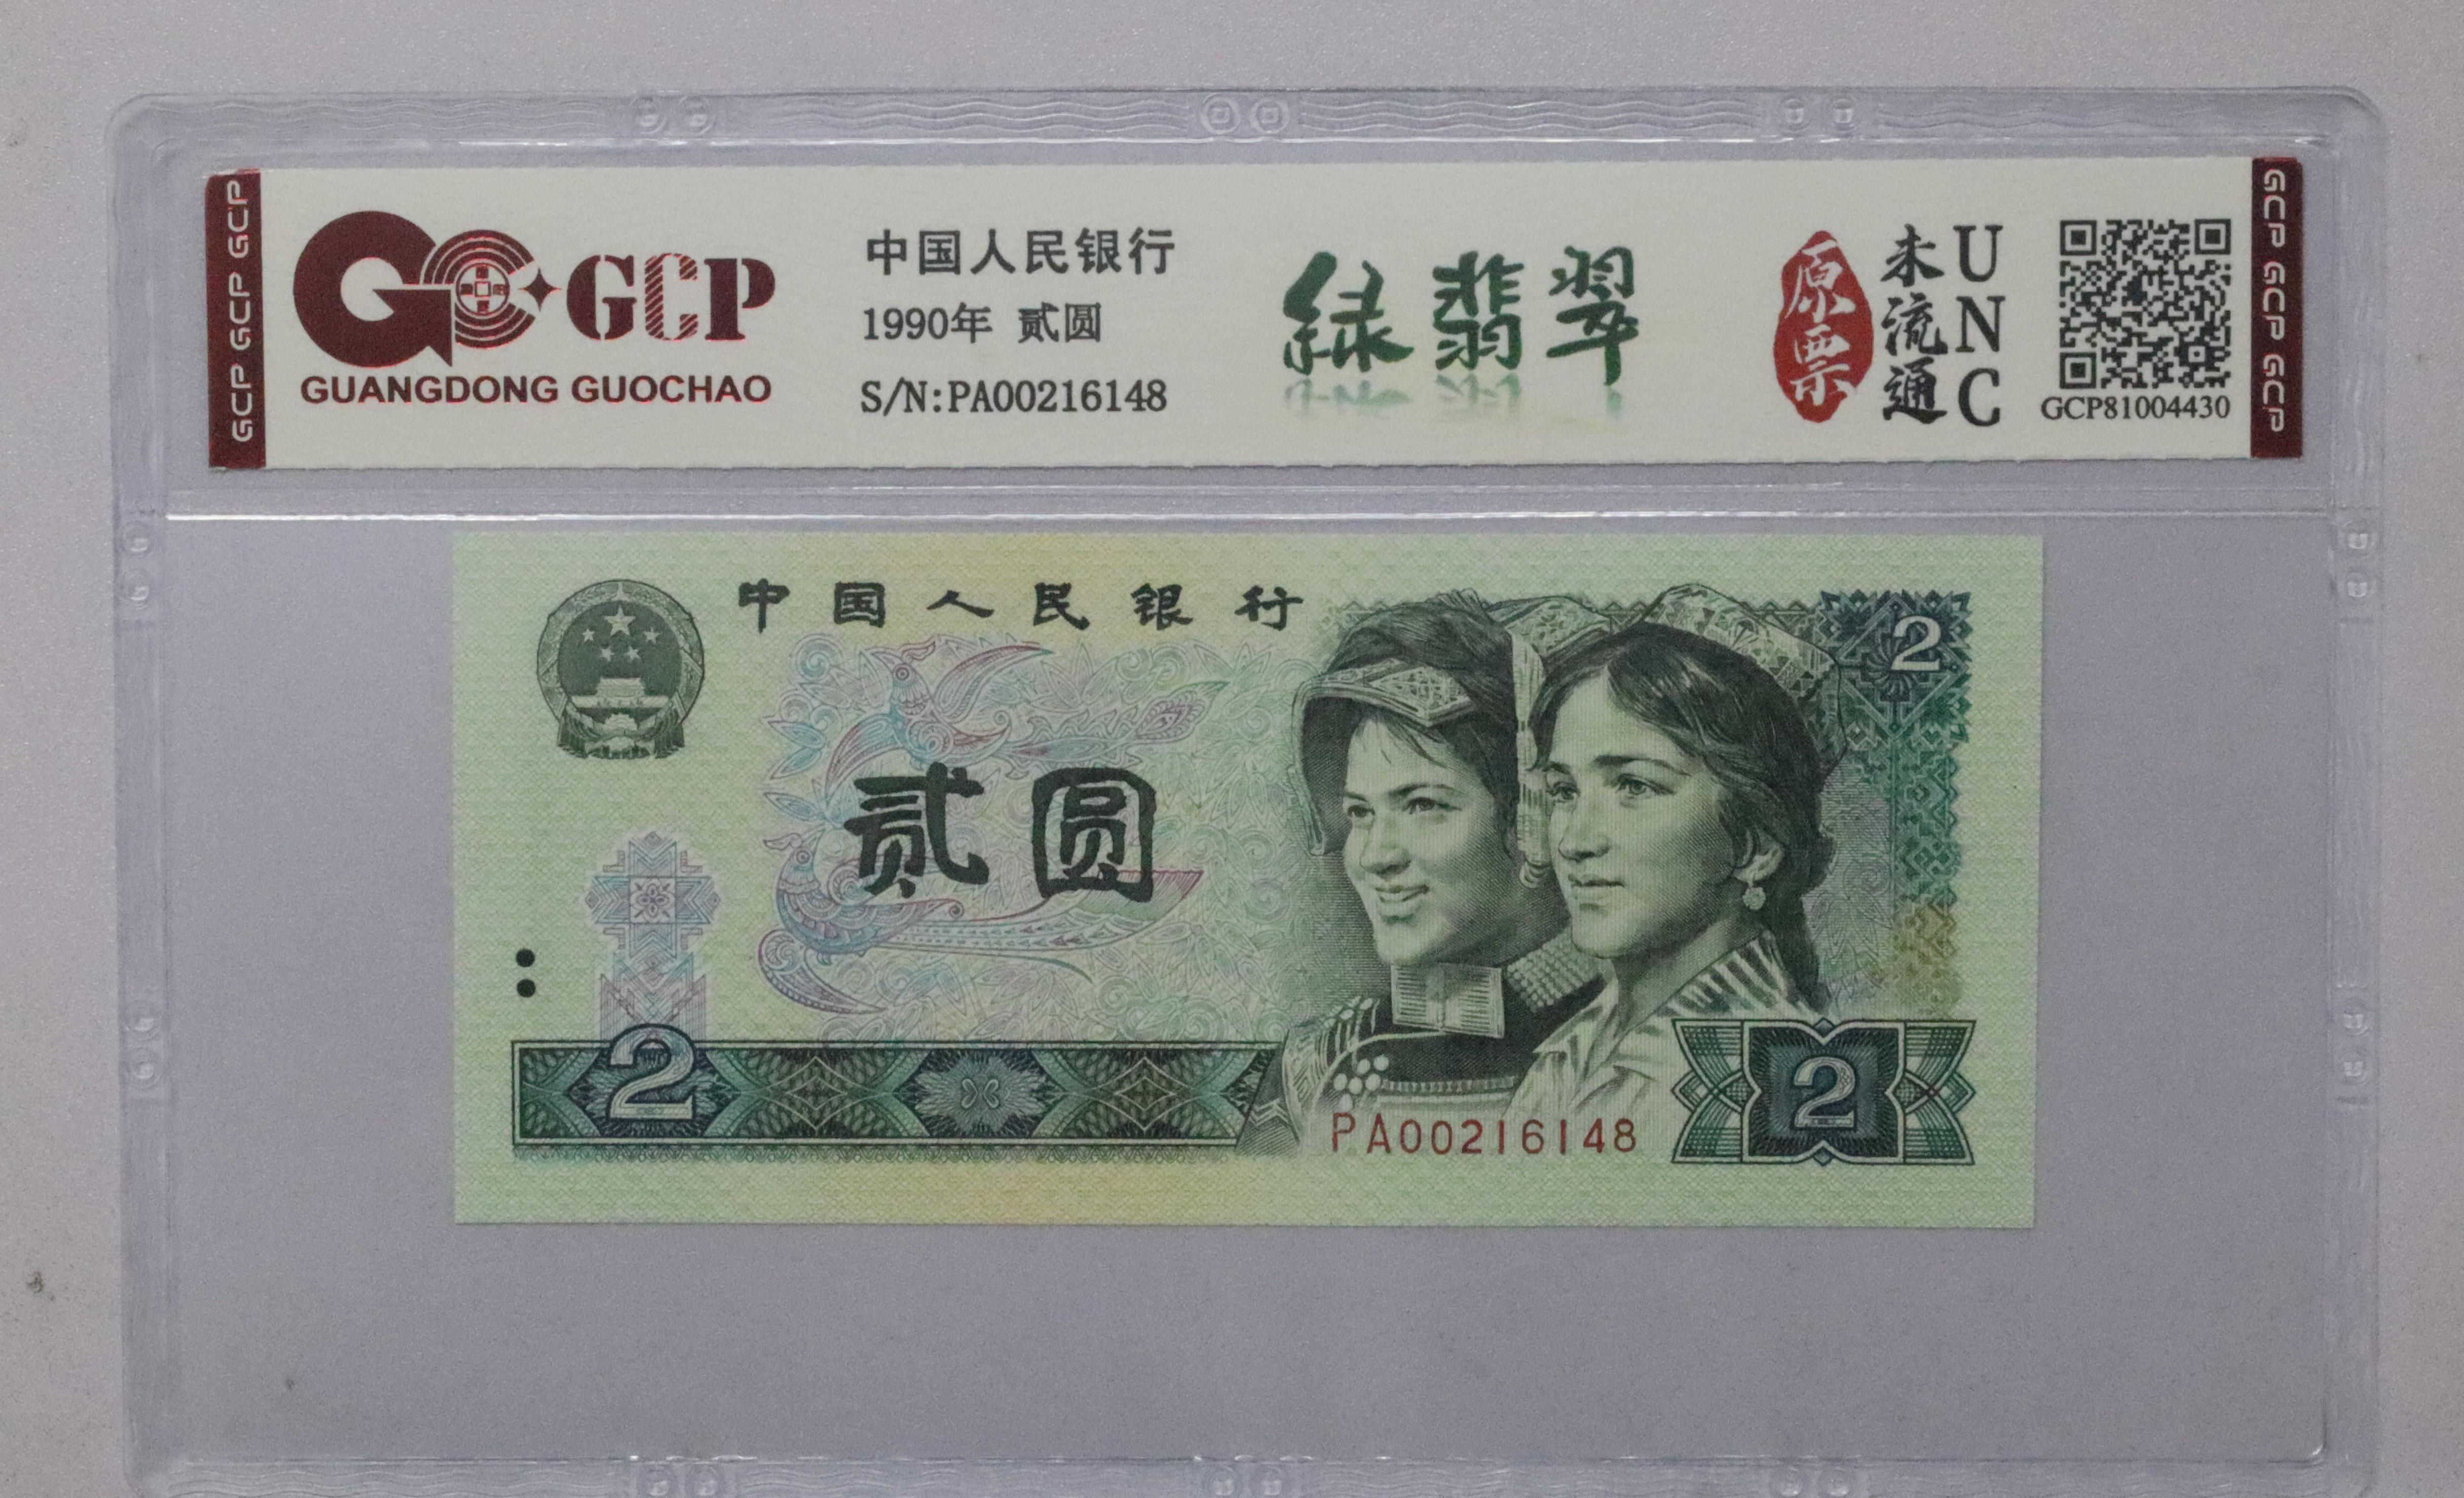 GCP GCP GCP
GCP
GUANGDONG GUOCHAO
中国人民银行
1990年 贰圆
S/N:PA00216148
绿翡翠
原票
未流通
UNC
GCP81004430
GCP GCP GCP
中国人民银行
2
贰圆
2
PA00216148
2